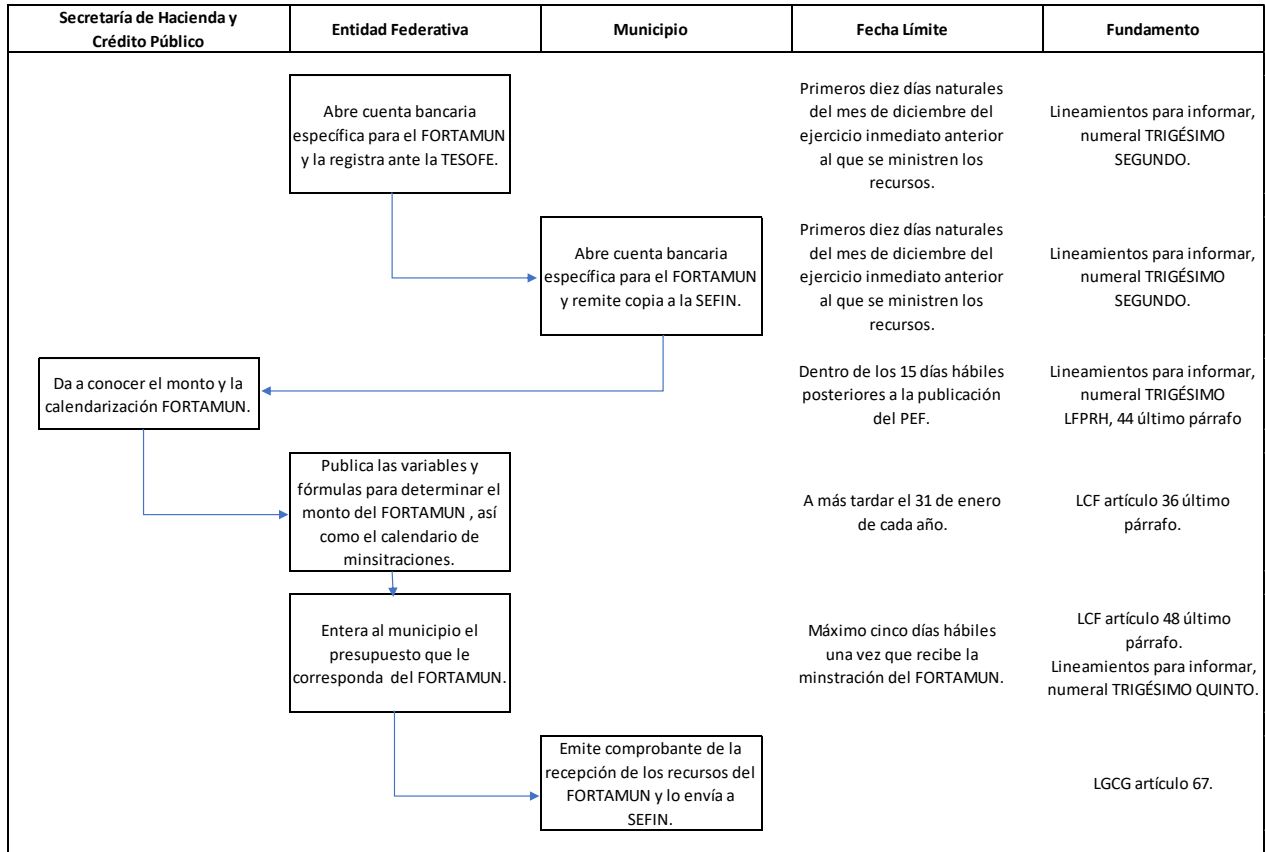 Secretaría de Hacienda y
Crédito Público
Entidad Federativa
Municipio
Fecha Límite
Fundamento
Abre cuenta bancaria
específica para el FORTAMUN
y la registra ante la TESOFE.
Primeros diez días naturales
del mes de diciembre del
ejercicio inmediato anterior
al que se ministren los
recursos.
Lineamientos para informar,
numeral TRIGÉSIMO
SEGUNDO.
Abre cuenta bancaria
específica para el FORTAMUN
y remite copia a la SEFIN.
Primeros diez días naturales
del mes de diciembre del
ejercicio inmediato anterior
al que se ministren los
recursos.
Lineamientos para informar,
numeral TRIGÉSIMO
SEGUNDO.
Da a conocer el monto y la
calendarización FORTAMUN.
Dentro de los 15 días hábiles
posteriores a la publicación
del PEF.
Lineamientos para informar,
numeral TRIGÉSIMO
LFPRH, 44 último párrafo
Publica las variables y
fórmulas para determinar el
monto del FORTAMUN , así
como el calendario de
minsitraciones.
A más tardar el 31 de enero
de cada año.
LCF artículo 36 último
párrafo.
Entera al municipio el
presupuesto que le
corresponda del FORTAMUN.
Máximo cinco días hábiles
una vez que recibe la
minstración del FORTAMUN.
LCF artículo 48 último
párrafo.
Lineamientos para informar,
numeral TRIGÉSIMO QUINTO.
Emite comprobante de la
recepción de los recursos del
FORTAMUN y lo envía a
SEFIN.
LGCG artículo 67.